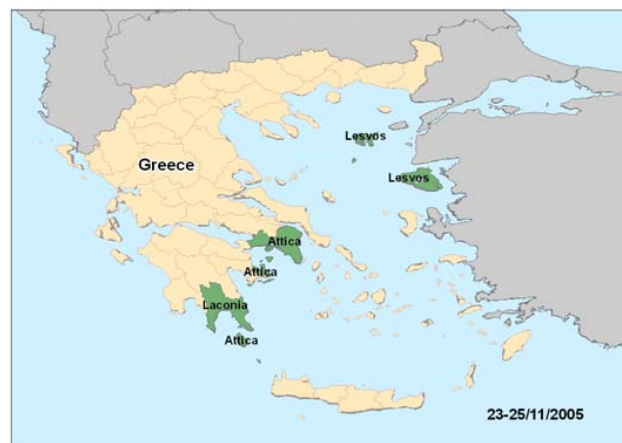 Lesvos
Greece
Lesvos
Attica
Attica
Laconia
Attica
23-25/11/2005